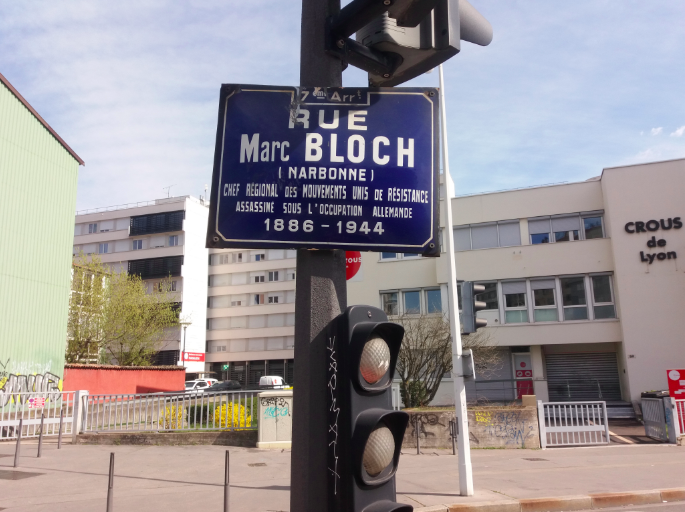 7ème Arrt
RUE
Marc BLOCH
(NARBONNE)
CHEF RÉGIONAL DES MOUVEMENTS UNIS DE RÉSISTANCE
ASSASSINÉ SOUS L'OCCUPATION ALLEMANDE
1886 - 1944
CROUS
de
Lyon